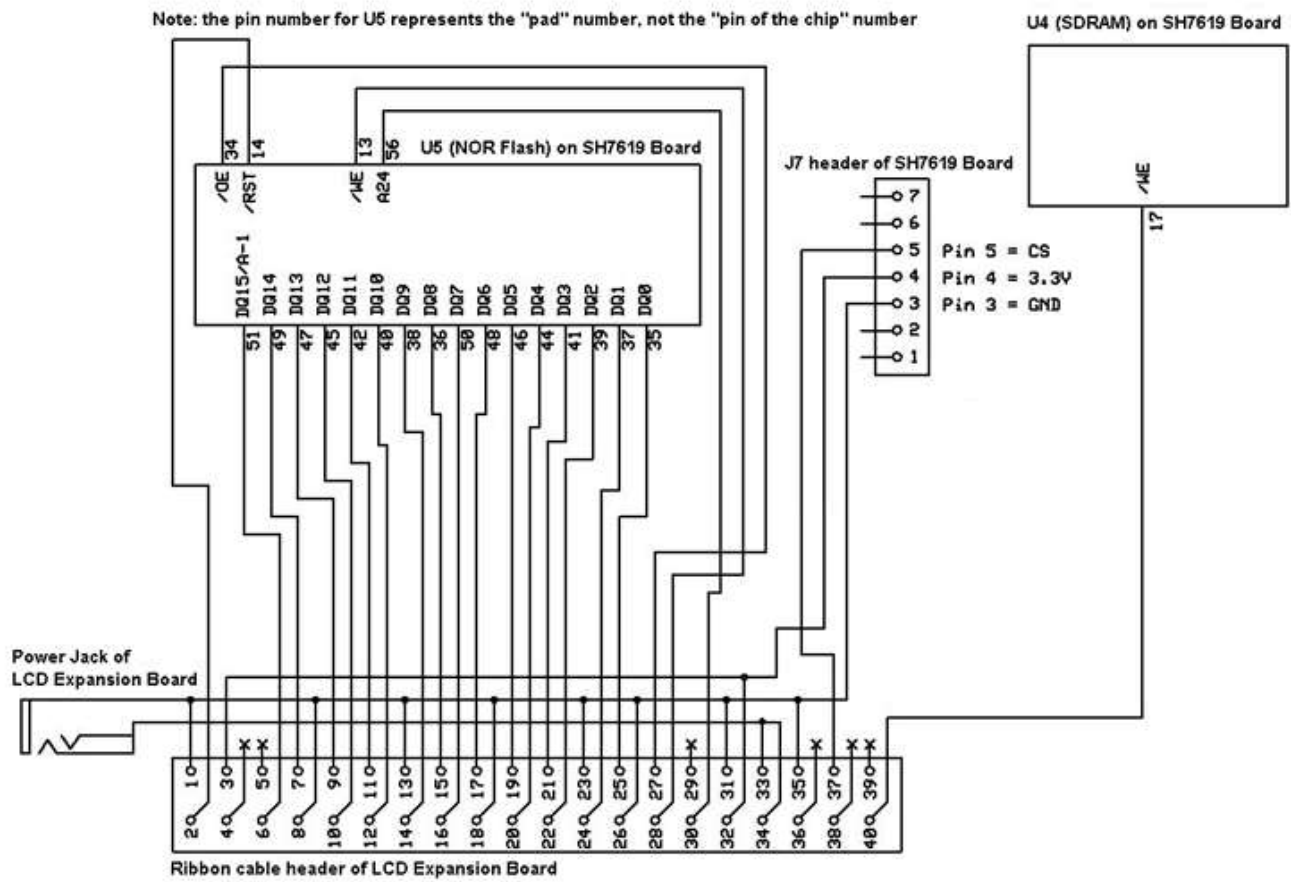 Note: the pin number for U5 represents the "pad" number, not the "pin of the chip" number
U4 (SDRAM) on SH7619 Board
34 14 13 56
U5 (NOR Flash) on SH7619 Board
/OE /RST /WE A24
J7 header of SH7619 Board
/WE
17
7
6
5 Pin 5 = CS
4 Pin 4 = 3.3V
3 Pin 3 = GND
2
1
DQ15/A-1 DQ14 DQ13 DQ12 DQ11 DQ10 DQ9 DQ8 DQ7 DQ6 DQ5 DQ4 DQ3 DQ2 DQ1 DQ0
51 49 47 45 42 40 38 36 50 48 46 44 41 39 37 35
Power Jack of
LCD Expansion Board
1 3 5 7 9 11 13 15 17 19 21 23 25 27 29 31 33 35 37 39
2 4 6 8 10 12 14 16 18 20 22 24 26 28 30 32 34 36 38 40
Ribbon cable header of LCD Expansion Board